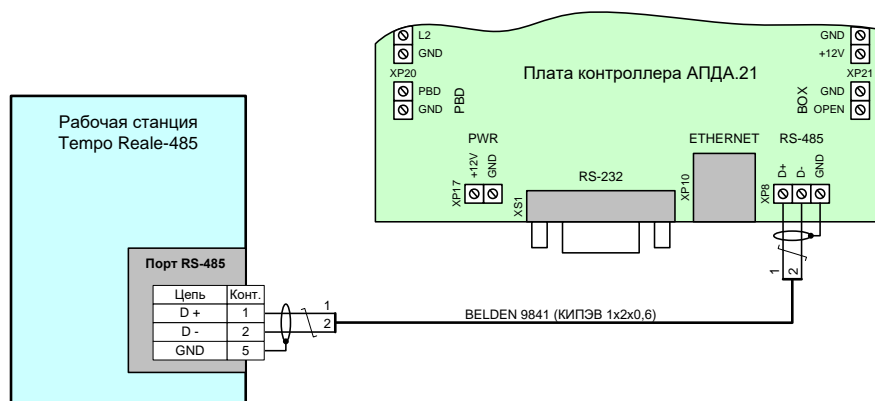 L2
GND
XP20
PBD
GND
PBD
Плата контроллера АПДА.21
GND
+12V
XP21
GND
OPEN
BOX
PWR
+12V
GND
XP17
RS-232
XS1
ETHERNET
XP10
RS-485
D+
D-
GND
XP8
1
2
Рабочая станция
Tempo Reale-485
Порт RS-485
Цепь Конт.
D + 1
D - 2
GND 5
1
2
BELDEN 9841 (КИПЭВ 1x2x0,6)